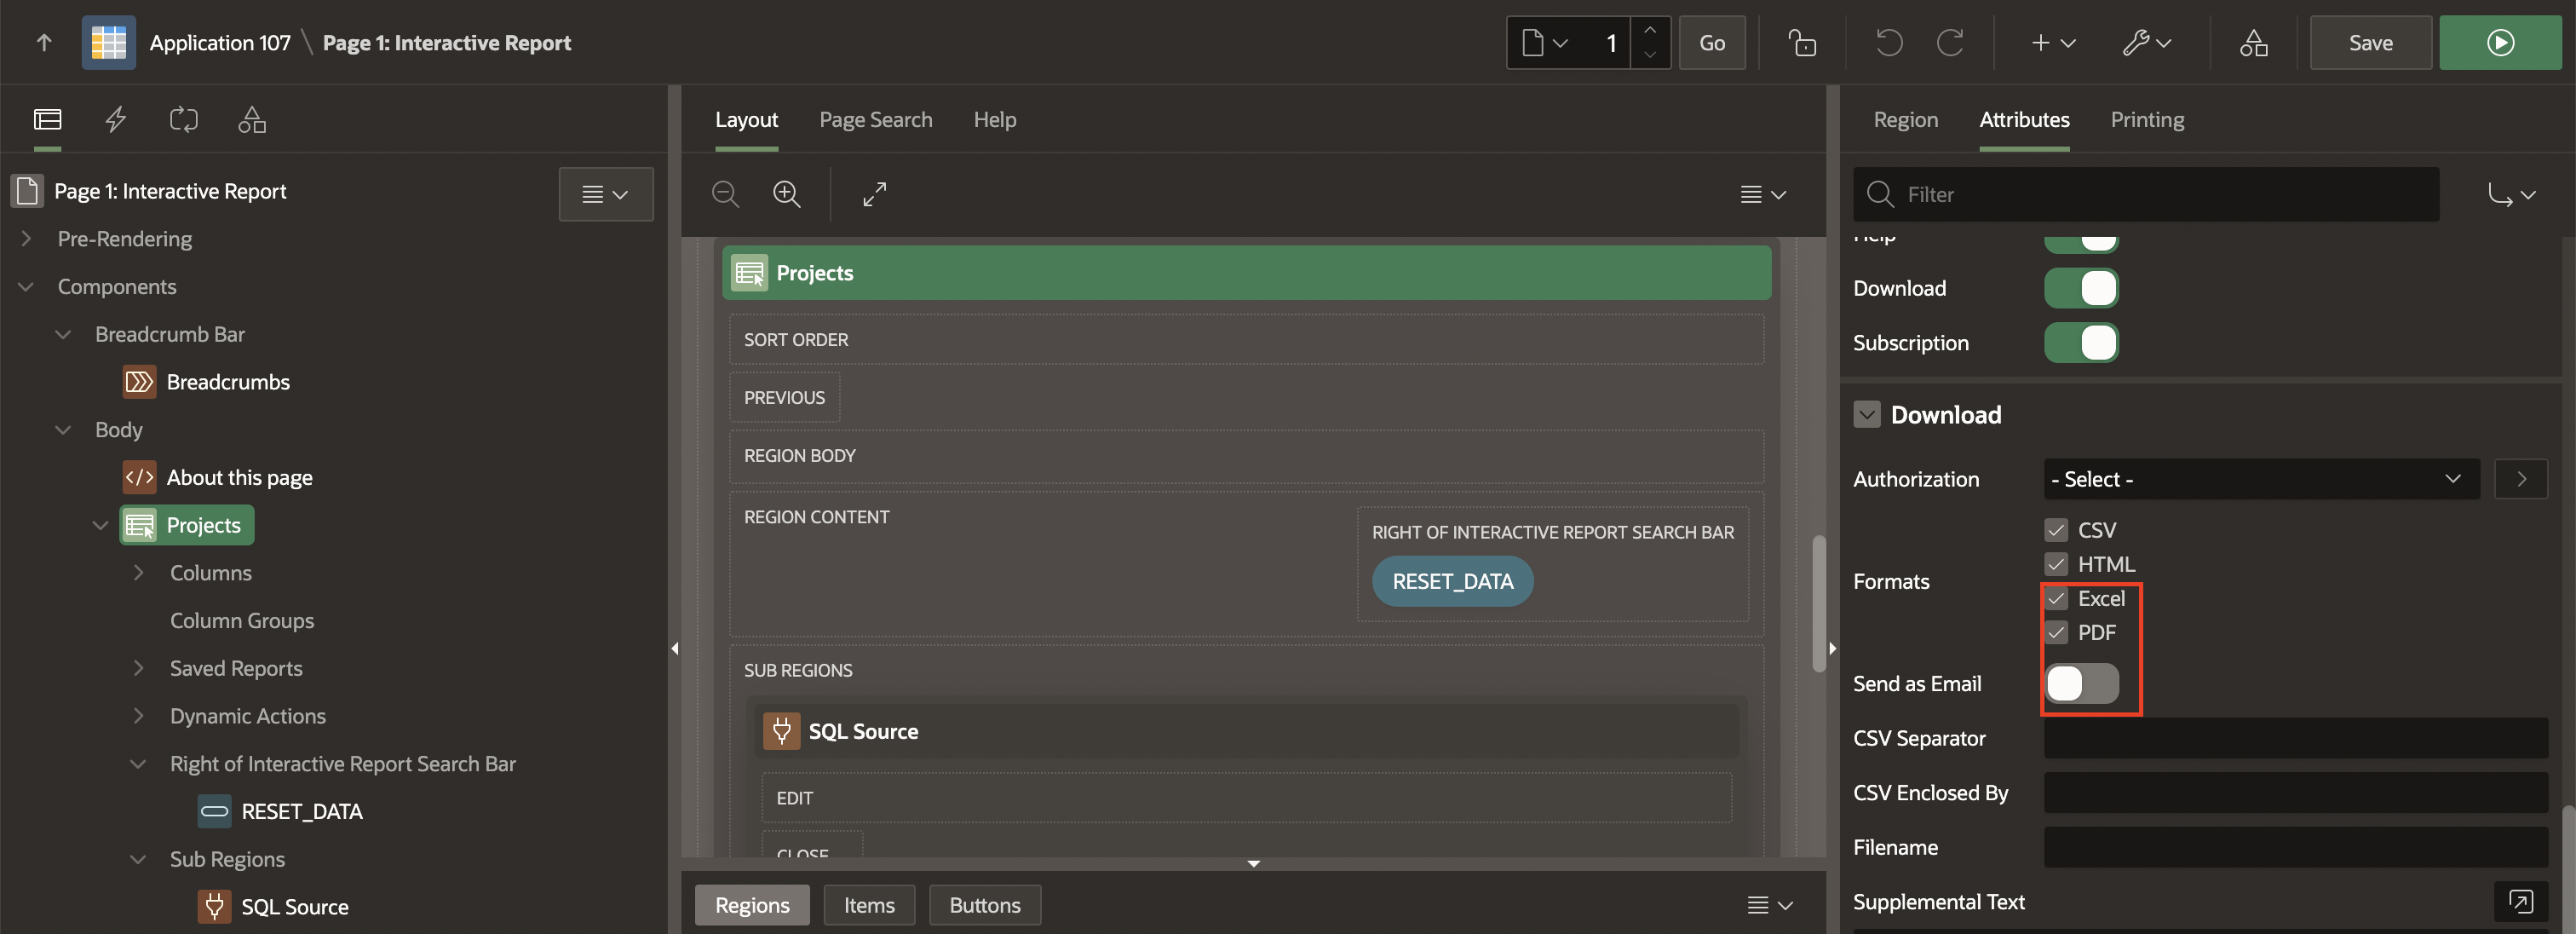 Application 107 \ Page 1: Interactive Report
1
Go
Save
Page 1: Interactive Report
Pre-Rendering
Components
Breadcrumb Bar
Breadcrumbs
Body
</> About this page
Projects
Columns
Column Groups
Saved Reports
Dynamic Actions
Right of Interactive Report Search Bar
RESET_DATA
Sub Regions
SQL Source
Layout Page Search Help
Projects
SORT ORDER
PREVIOUS
REGION BODY
REGION CONTENT
RIGHT OF INTERACTIVE REPORT SEARCH BAR
RESET_DATA
SUB REGIONS
SQL Source
EDIT
CLOSE
Regions Items Buttons
Region Attributes Printing
Filter
Help
Download
Subscription
Download
Authorization - Select -
Formats
CSV
HTML
Excel
PDF
Send as Email
CSV Separator
CSV Enclosed By
Filename
Supplemental Text